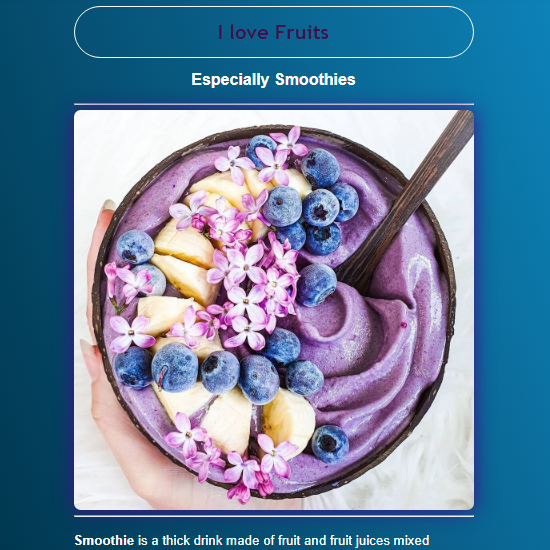 I love Fruits
Especially Smoothies
Smoothie is a thick drink made of fruit and fruit juices mixed